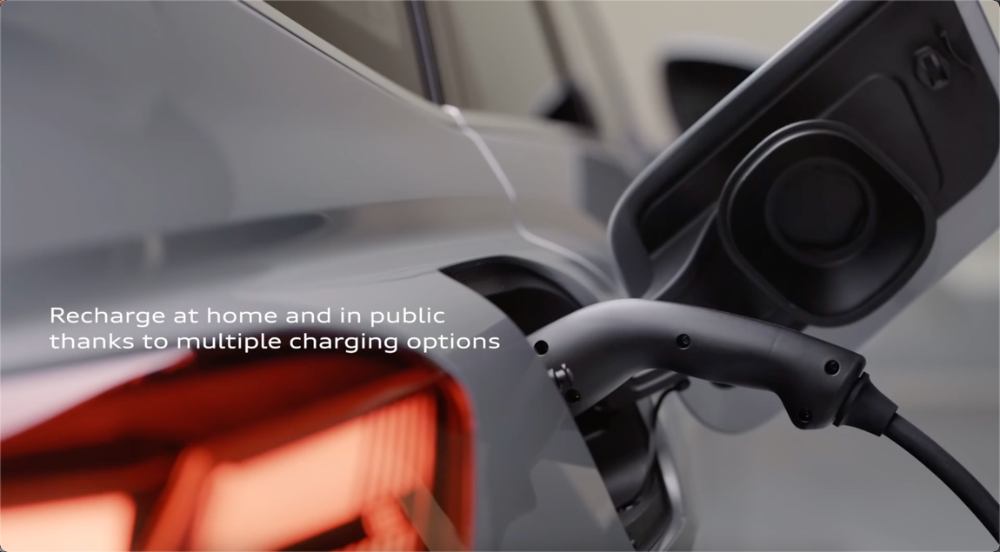 Recharge at home and in public
thanks to multiple charging options